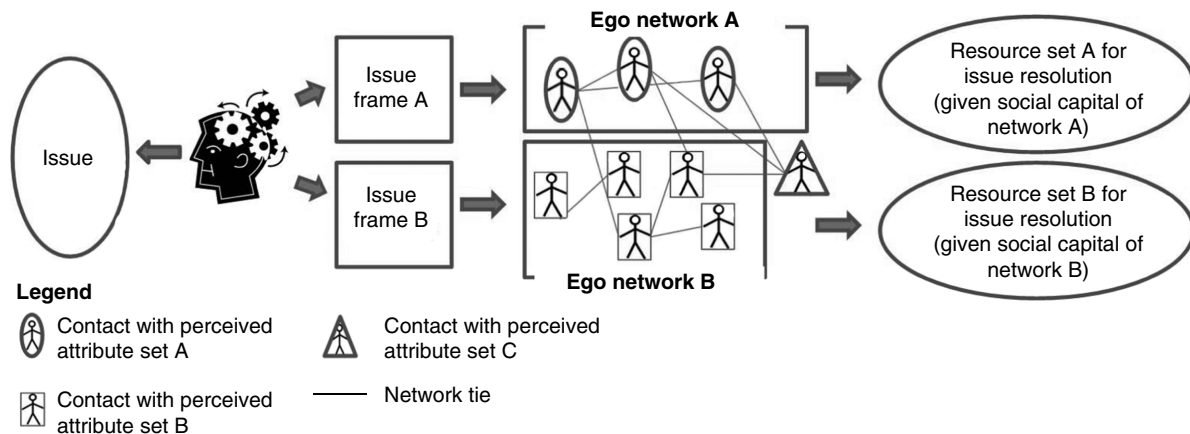 Ego network A
Issue
Issue
frame A
Resource set A for
issue resolution
(given social capital of
network A)
Issue
frame B
Resource set B for
issue resolution
(given social capital of
network B)
Ego network B
Legend
Contact with perceived
attribute set A
Contact with perceived
attribute set C
Contact with perceived
attribute set B
Network tie